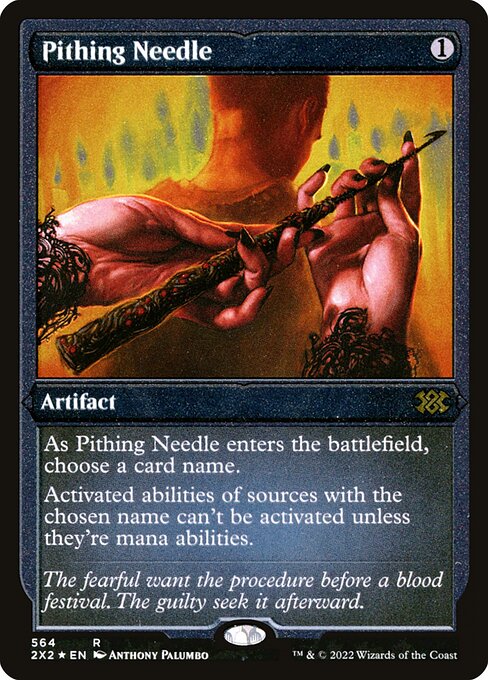 Pithing Needle 1
Artifact
As Pithing Needle enters the battlefield,
choose a card name.
Activated abilities of sources with the
chosen name can't be activated unless
they're mana abilities.
The fearful want the procedure before a blood
festival. The guilty seek it afterward.
564 R
2X2 ★ EN Anthony Palumbo
™ & © 2022 Wizards of the Coast